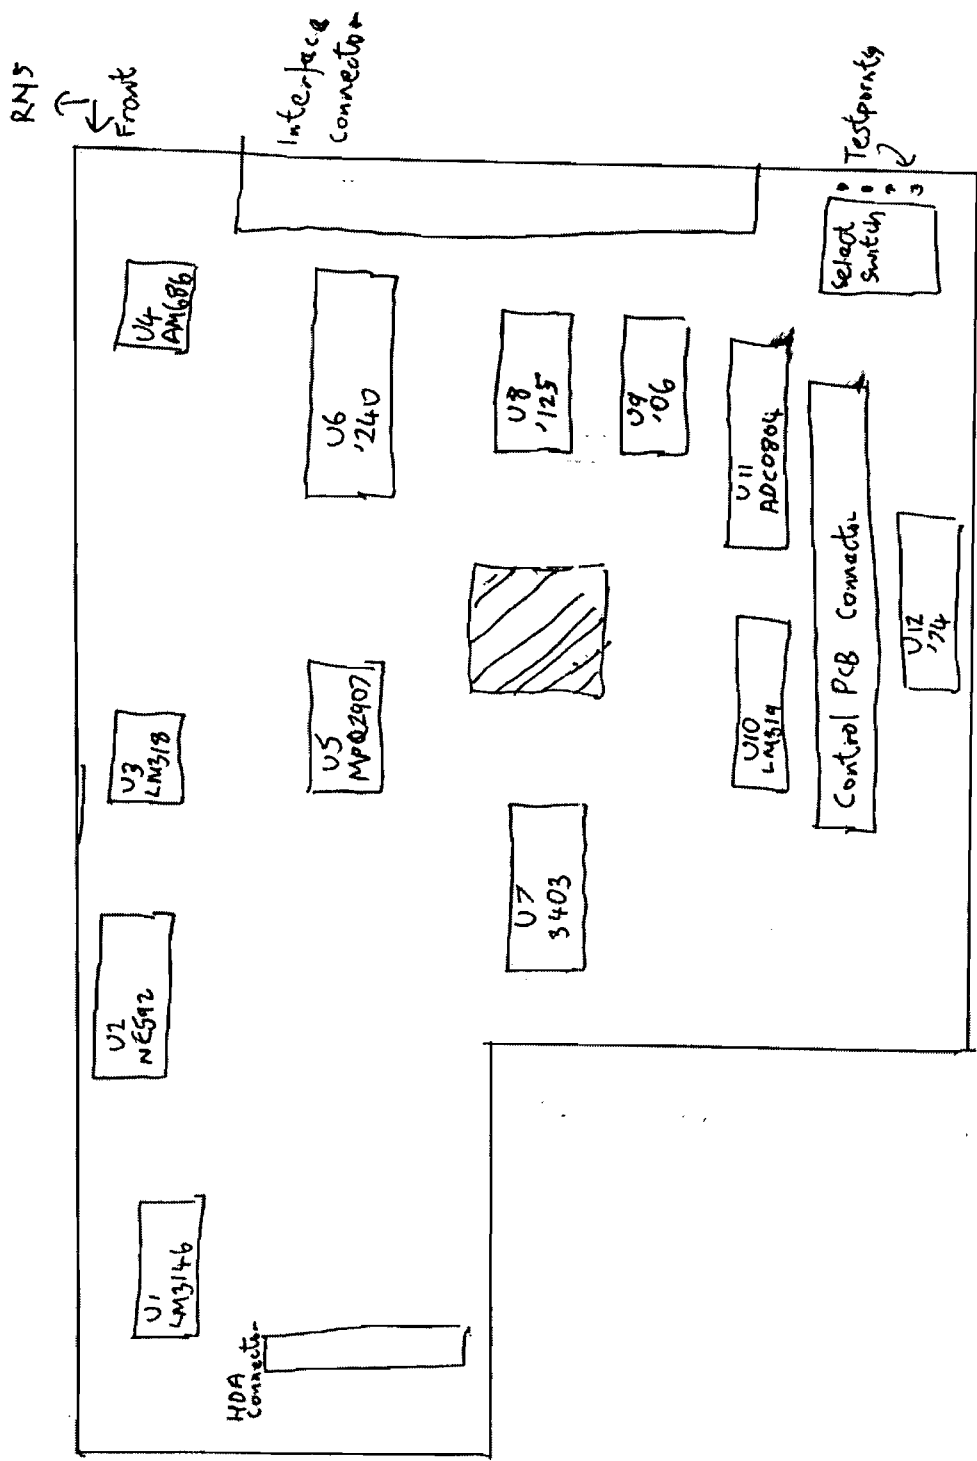 RN5
Front
Interface
Connector
Testpoints
Select
Switch
U4
AM686
U6
'240
U8
'125
U9
'06
U11
ADC0804
U3
LM318
U5
MPQ2907
U10
LM319
Control PCB Connector
U12
'74
U2
NE592
U7
3403
U1
LM3146
HDA
Connector